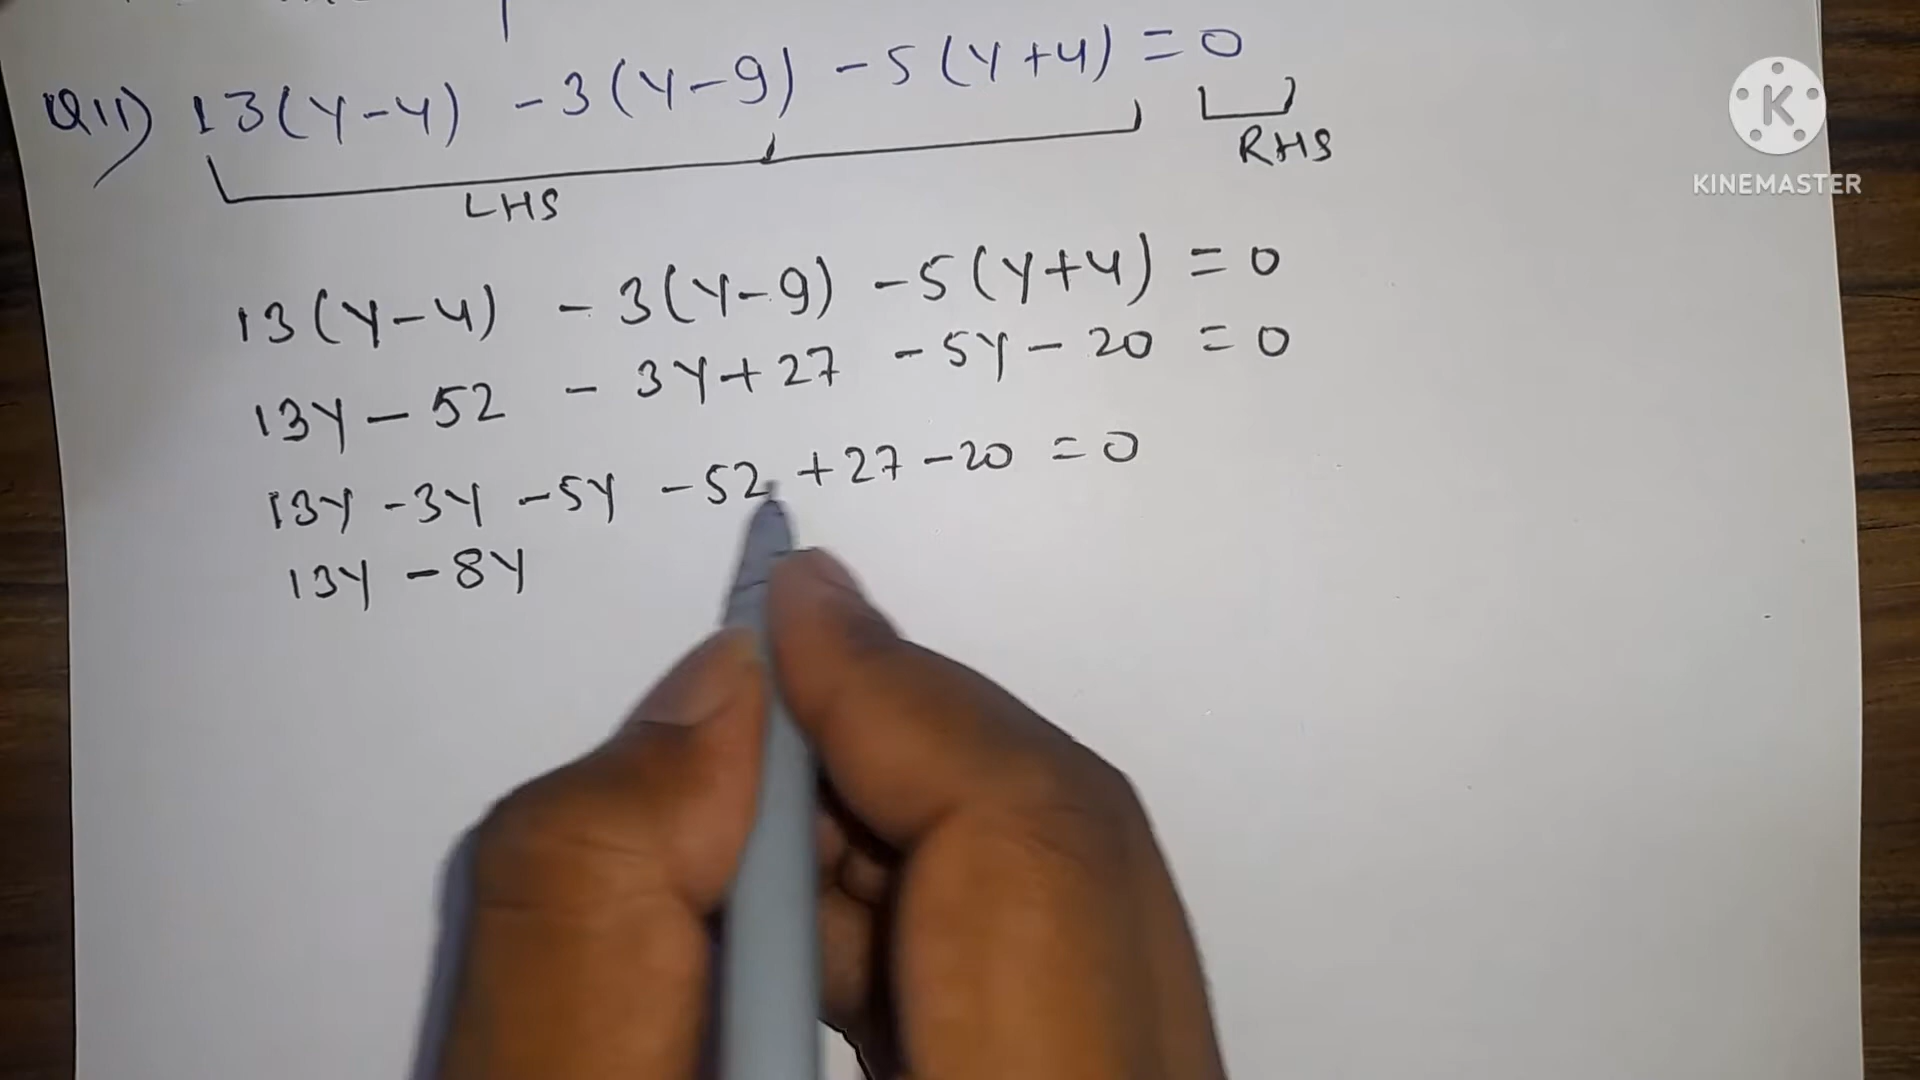 Q11) 13(y-4) -3(y-9) -5(y+4) =0
LHS
RHS
K
KINEMASTER
13(y-4) -3(y-9) -5(y+4) =0
13y-52 -3y+27 -5y-20 =0
13y -3y -5y -52 +27 -20 =0
13y -8y